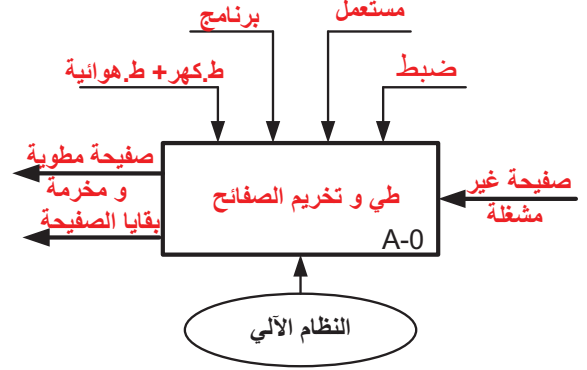 مستعمل
برنامج
ط.كهر+ ط.هوائية
ضبط
صفيحة غير
مشغلة
طي و تخريم الصفائح
A-0
صفيحة مطوية
و مخرمة
بقايا الصفيحة
النظام الآلي